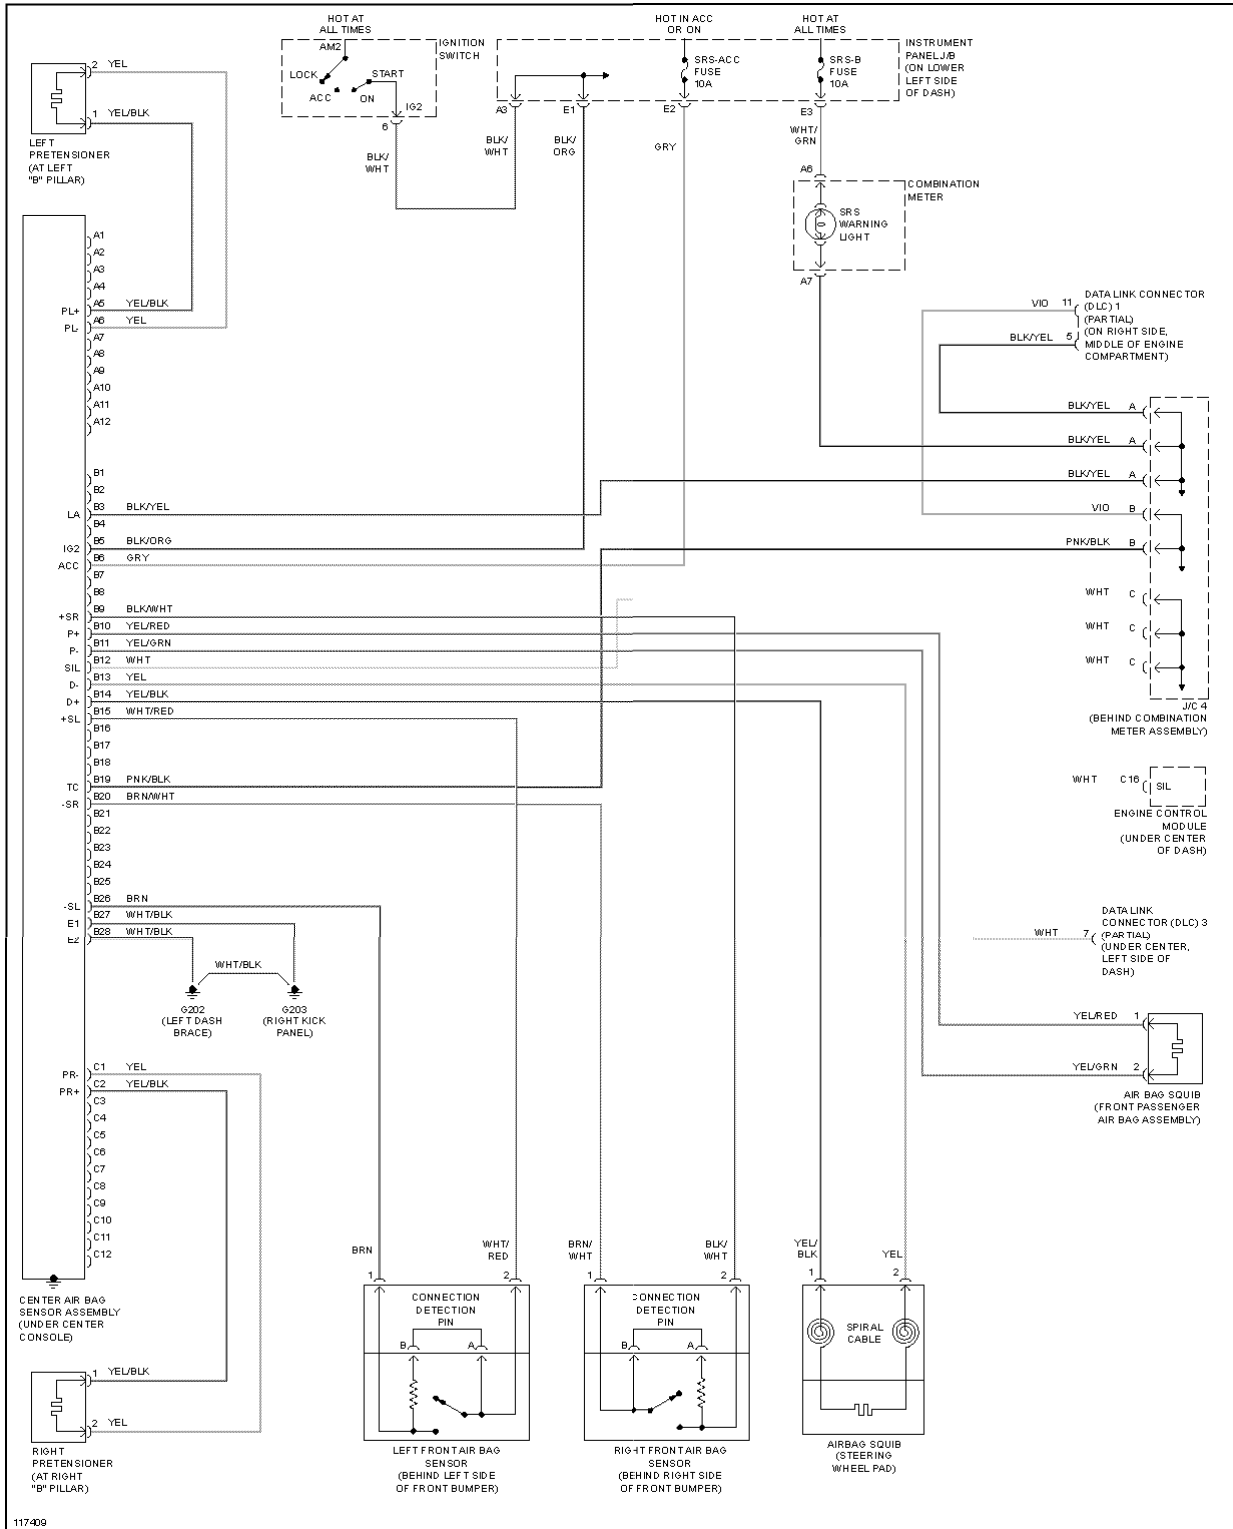 HOT AT
ALL TIMES
AM2
IGNITION
SWITCH
LOCK
START
ACC
ON
IG2
6
BLK/
WHT
HOT IN ACC
OR ON
HOT AT
ALL TIMES
SRS-ACC
FUSE
10A
SRS-B
FUSE
10A
INSTRUMENT
PANEL J/B
(ON LOWER
LEFT SIDE
OF DASH)
A3
E1
E2
E3
BLK/
WHT
BLK/
ORG
GRY
WHT/
GRN
A6
COMBINATION
METER
SRS
WARNING
LIGHT
A7
2 YEL
1 YEL/BLK
LEFT
PRETENSIONER
(AT LEFT
"B" PILLAR)
VIO 11
BLK/YEL 5
DATA LINK CONNECTOR
(DLC) 1
(PARTIAL)
(ON RIGHT SIDE,
MIDDLE OF ENGINE
COMPARTMENT)
A1
A2
A3
A4
PL+ A5 YEL/BLK
PL- A6 YEL
A7
A8
A9
A10
A11
A12
B1
B2
LA B3 BLK/YEL
B4
IG2 B5 BLK/ORG
ACC B6 GRY
B7
B8
+SR B9 BLK/WHT
P+ B10 YEL/RED
P- B11 YEL/GRN
SIL B12 WHT
D- B13 YEL
D+ B14 YEL/BLK
+SL B15 WHT/RED
B16
B17
B18
TC B19 PNK/BLK
-SR B20 BRN/WHT
B21
B22
B23
B24
B25
-SL B26 BRN
E1 B27 WHT/BLK
E2 B28 WHT/BLK
WHT/BLK
G202
(LEFT DASH
BRACE)
G203
(RIGHT KICK
PANEL)
PR- C1 YEL
PR+ C2 YEL/BLK
C3
C4
C5
C6
C7
C8
C9
C10
C11
C12
CENTER AIR BAG
SENSOR ASSEMBLY
(UNDER CENTER
CONSOLE)
BLK/YEL A
BLK/YEL A
BLK/YEL A
VIO B
PNK/BLK B
WHT C
WHT C
WHT C
J/C 4
(BEHIND COMBINATION
METER ASSEMBLY)
WHT C16 SIL
ENGINE CONTROL
MODULE
(UNDER CENTER
OF DASH)
WHT 7
DATA LINK
CONNECTOR (DLC) 3
(PARTIAL)
(UNDER CENTER,
LEFT SIDE OF
DASH)
YEL/RED 1
YEL/GRN 2
AIR BAG SQUIB
(FRONT PASSENGER
AIR BAG ASSEMBLY)
1 YEL/BLK
2 YEL
RIGHT
PRETENSIONER
(AT RIGHT
"B" PILLAR)
BRN
1
WHT/
RED
2
CONNECTION
DETECTION
PIN
B
A
LEFT FRONT AIR BAG
SENSOR
(BEHIND LEFT SIDE
OF FRONT BUMPER)
BRN/
WHT
1
BLK/
WHT
2
CONNECTION
DETECTION
PIN
B
A
RIGHT FRONT AIR BAG
SENSOR
(BEHIND RIGHT SIDE
OF FRONT BUMPER)
YEL/
BLK
1
YEL
2
SPIRAL
CABLE
AIRBAG SQUIB
(STEERING
WHEEL PAD)
117409